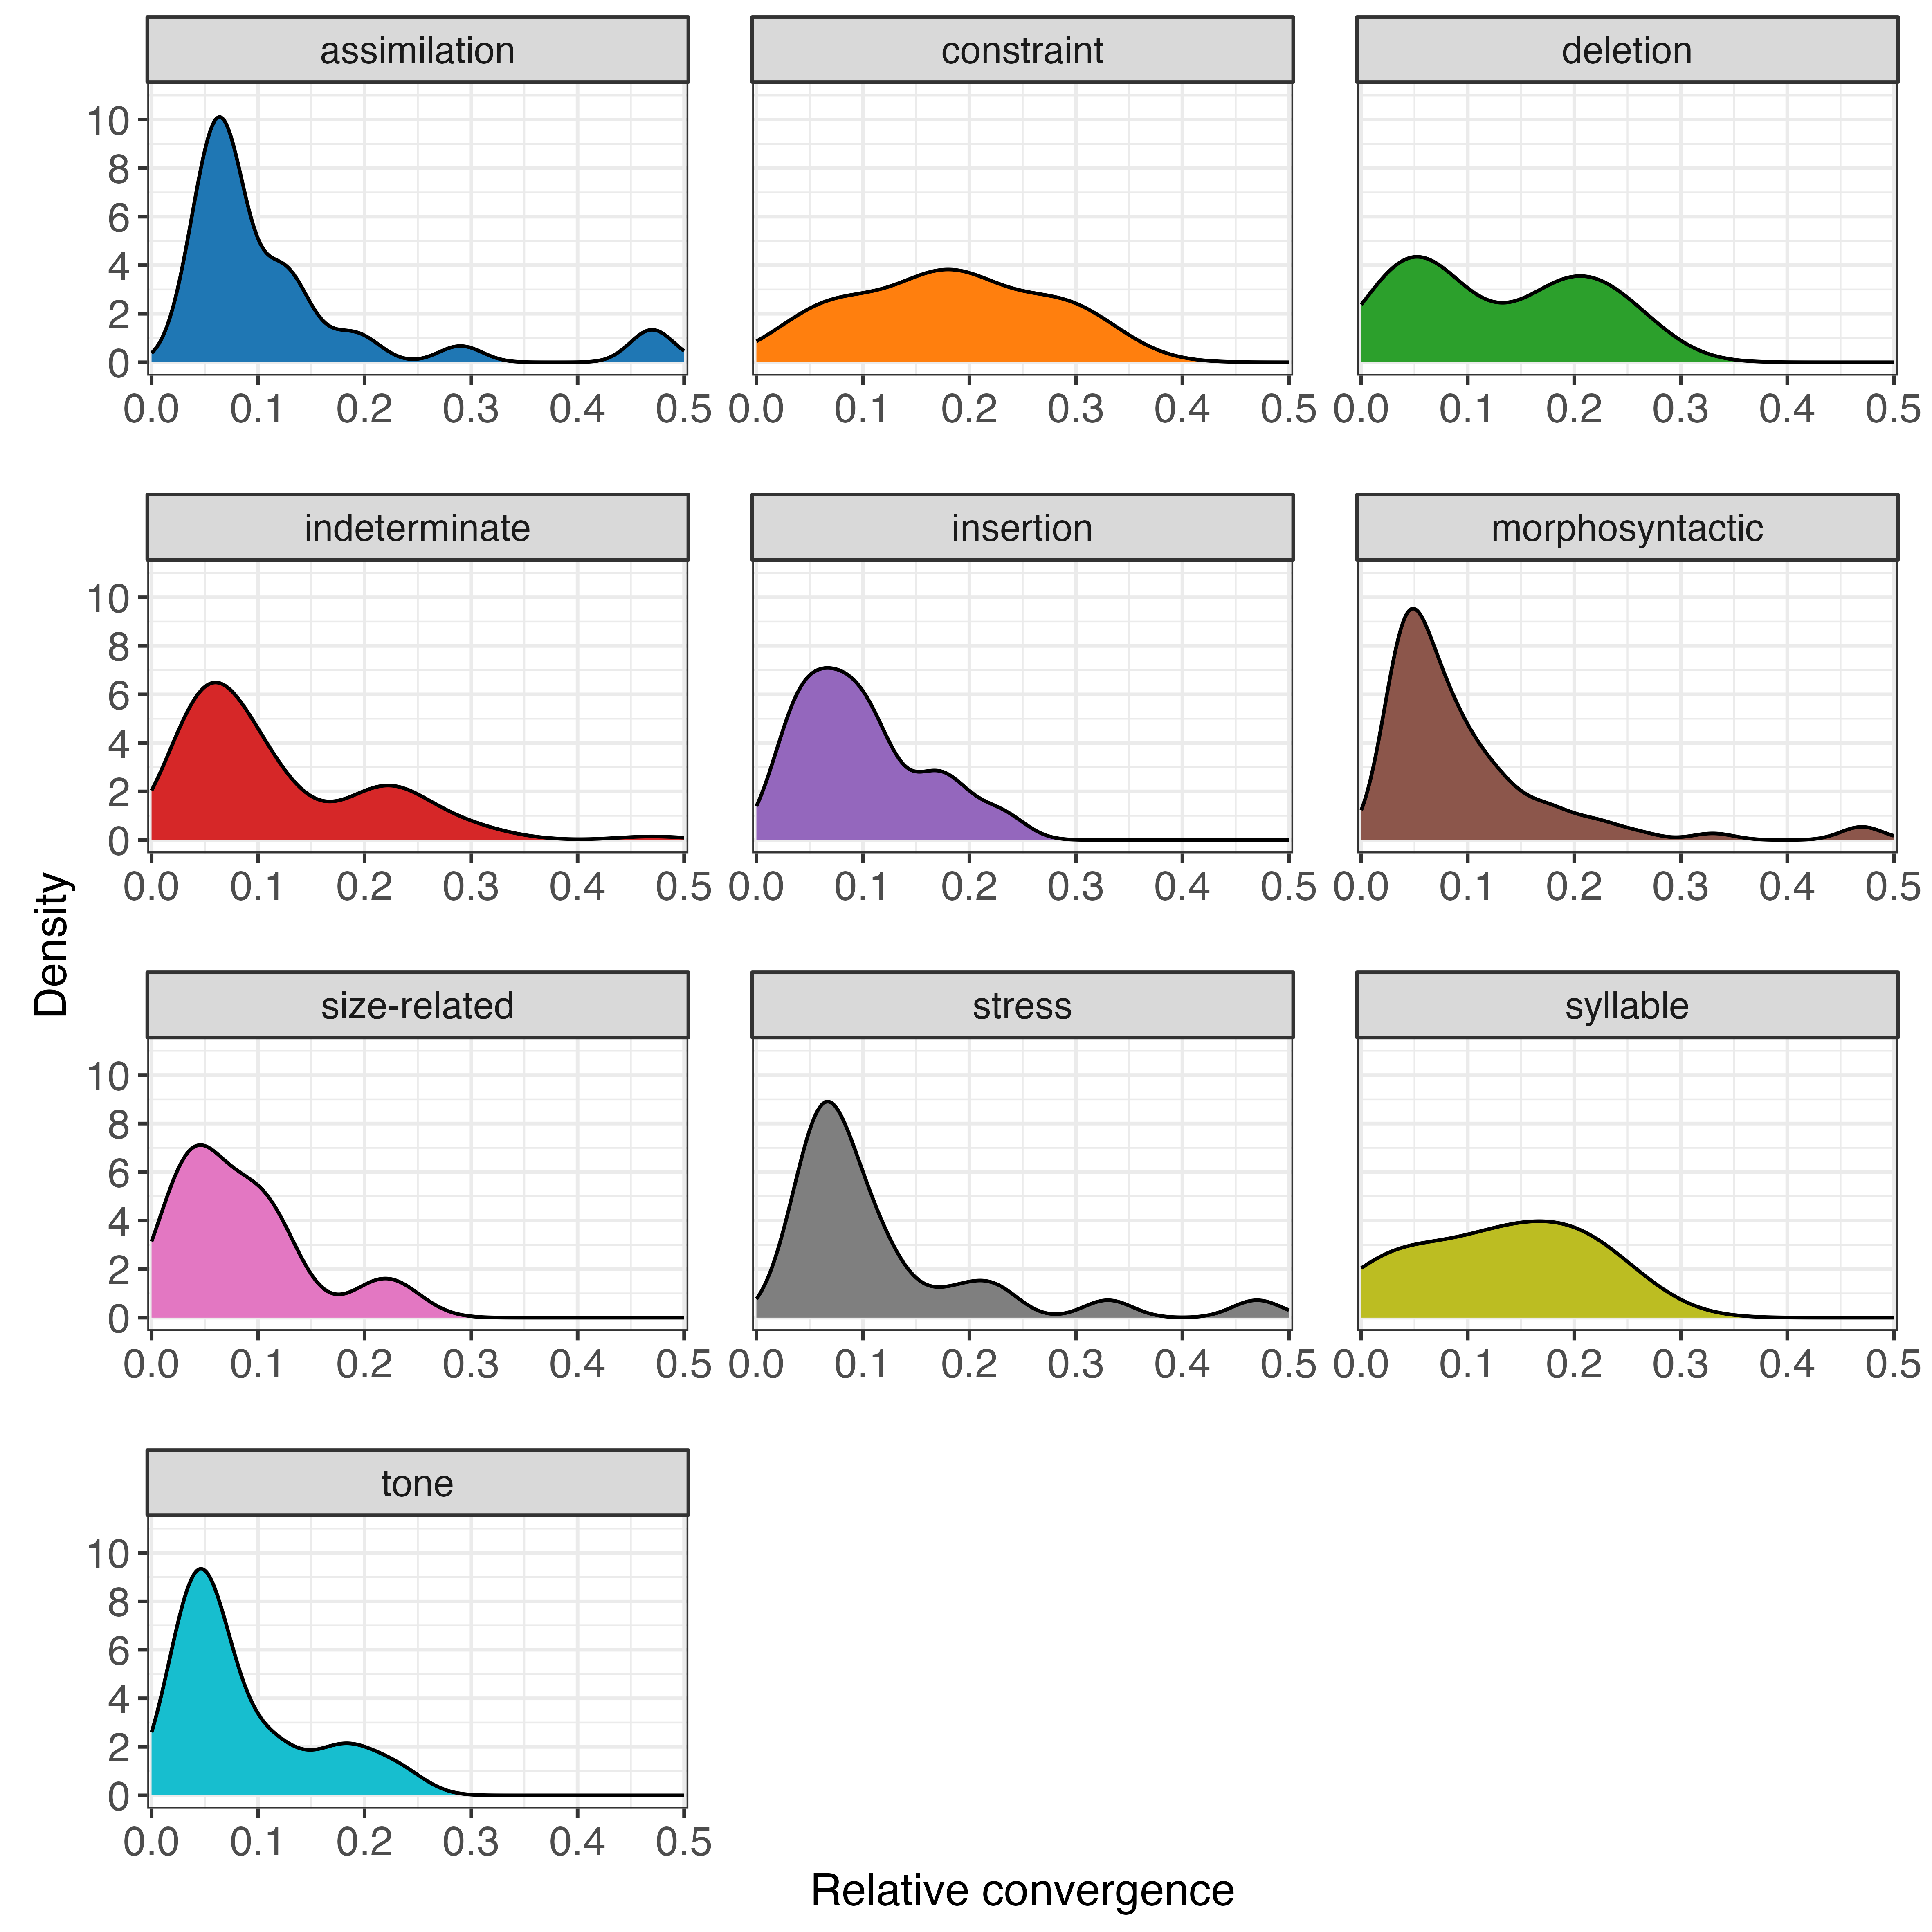 assimilation constraint deletion
10
8
6
4
2
0
0.0 0.1 0.2 0.3 0.4 0.5 0.0 0.1 0.2 0.3 0.4 0.5 0.0 0.1 0.2 0.3 0.4 0.5
indeterminate insertion morphosyntactic
10
8
6
4
2
0
0.0 0.1 0.2 0.3 0.4 0.5 0.0 0.1 0.2 0.3 0.4 0.5 0.0 0.1 0.2 0.3 0.4 0.5
Density
size-related stress syllable
10
8
6
4
2
0
0.0 0.1 0.2 0.3 0.4 0.5 0.0 0.1 0.2 0.3 0.4 0.5 0.0 0.1 0.2 0.3 0.4 0.5
tone
10
8
6
4
2
0
0.0 0.1 0.2 0.3 0.4 0.5
Relative convergence